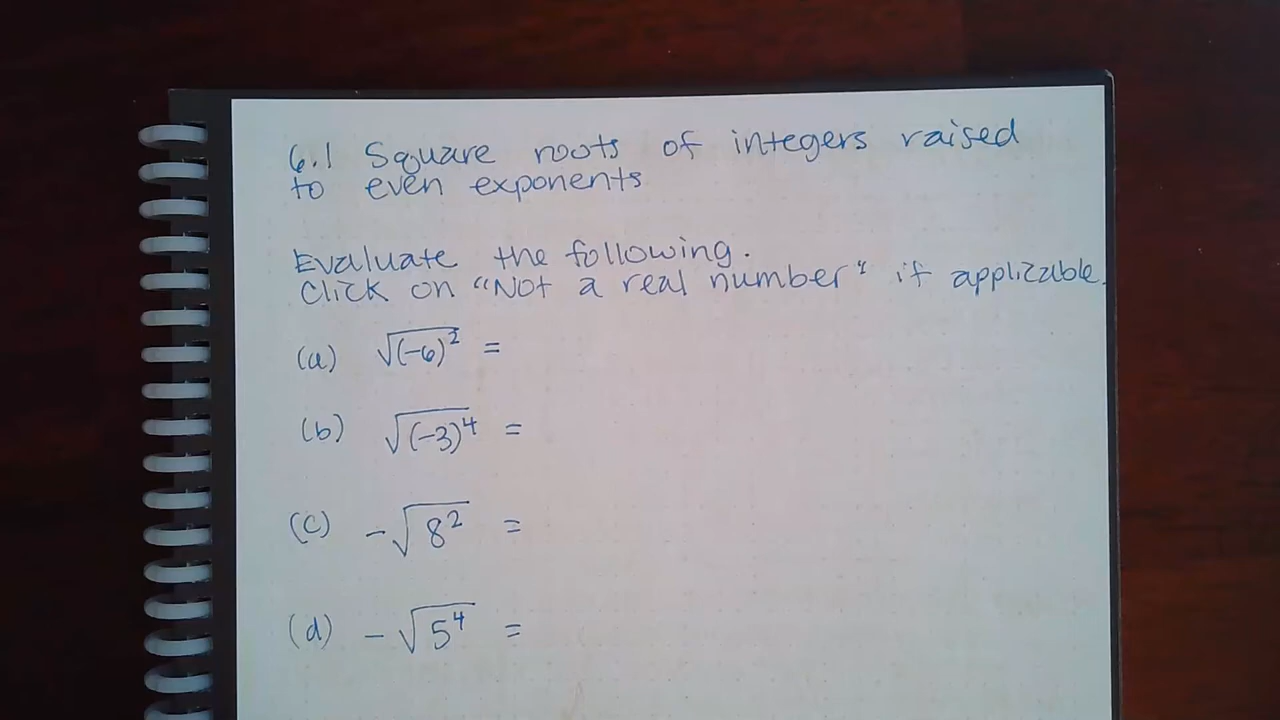 6.1 Square roots of integers raised
to even exponents
Evaluate the following.
Click on "Not a real number" if applicable.
(a) √(-6)² =
(b) √(-3)⁴ =
(c) -√8² =
(d) -√5⁴ =